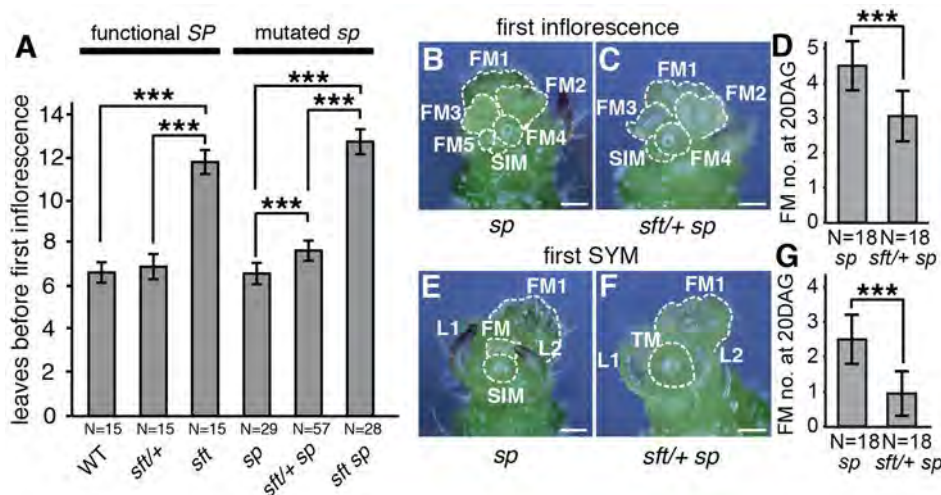 A
functional SP
mutated sp
leaves before first inflorescence
14
12
10
8
6
4
2
0
***
***
***
***
***
N=15
N=15
N=15
N=29
N=57
N=28
WT
sft/+
sft
sp
sft/+ sp
sft sp
first inflorescence
B
FM1
FM2
FM3
FM4
FM5
SIM
sp
C
FM1
FM2
FM3
FM4
SIM
sft/+ sp
D
***
FM no. at 20DAG
5
4
3
2
1
0
N=18
N=18
sp
sft/+ sp
first SYM
E
FM1
L1
FM
L2
SIM
sp
F
FM1
TM
L1
L2
sft/+ sp
G
***
FM no. at 20DAG
4
3
2
1
0
N=18
N=18
sp
sft/+ sp